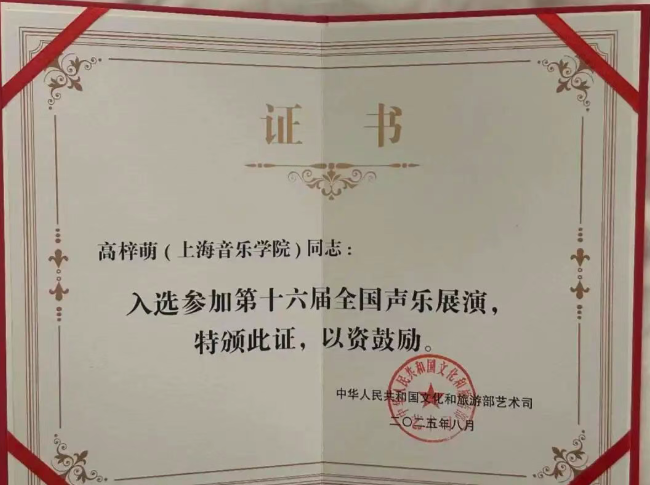 证 书
高梓萌(上海音乐学院)同志:
入选参加第十六届全国声乐展演，
特颁此证，以资鼓励。
中华人民共和国文化和旅游部艺术司
二〇二五年八月